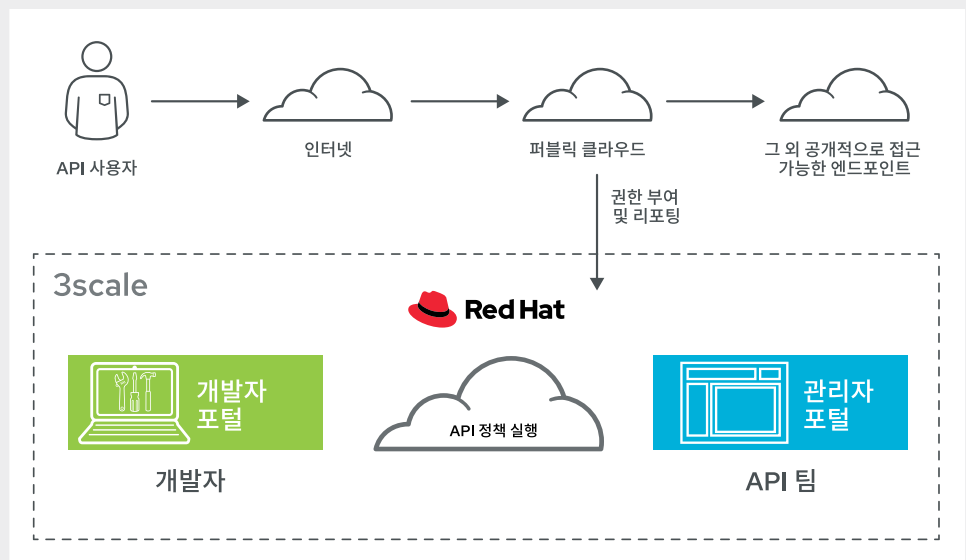 API 사용자
인터넷
퍼블릭 클라우드
그 외 공개적으로 접근
가능한 엔드포인트
권한 부여
및 리포팅
3scale
Red Hat
개발자
포털
API 정책 실행
관리자
포털
개발자
API 팀